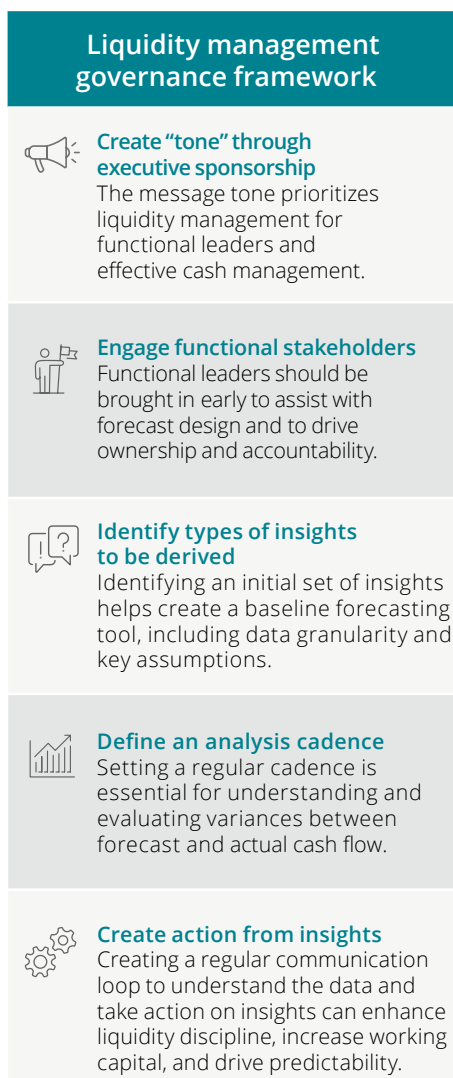 Liquidity management
governance framework
Create “tone” through
executive sponsorship
The message tone prioritizes
liquidity management for
functional leaders and
effective cash management.
Engage functional stakeholders
Functional leaders should be
brought in early to assist with
forecast design and to drive
ownership and accountability.
!
?
Identify types of insights
to be derived
Identifying an initial set of insights
helps create a baseline forecasting
tool, including data granularity and
key assumptions.
Define an analysis cadence
Setting a regular cadence is
essential for understanding and
evaluating variances between
forecast and actual cash flow.
Create action from insights
Creating a regular communication
loop to understand the data and
take action on insights can enhance
liquidity discipline, increase working
capital, and drive predictability.